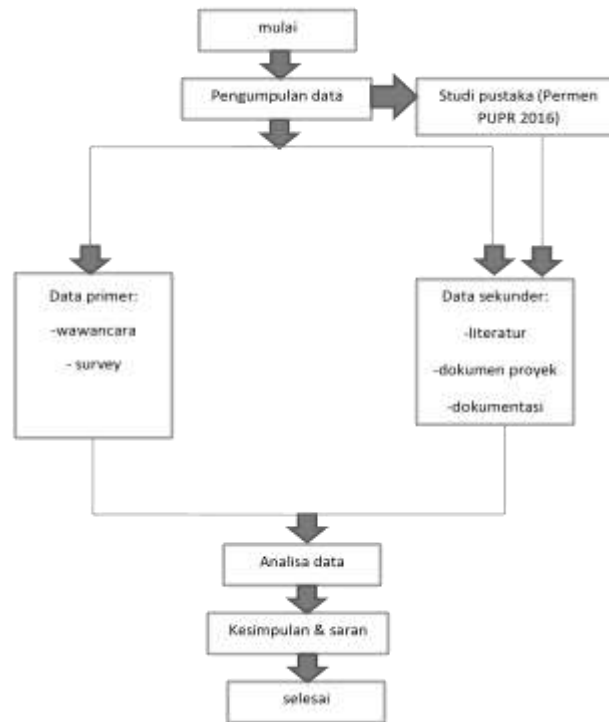 mulai
Pengumpulan data
Studi pustaka (Permen
PUPR 2016)
Data primer:
-wawancara
- survey
Data sekunder:
-literatur
-dokumen proyek
-dokumentasi
Analisa data
Kesimpulan & saran
selesai